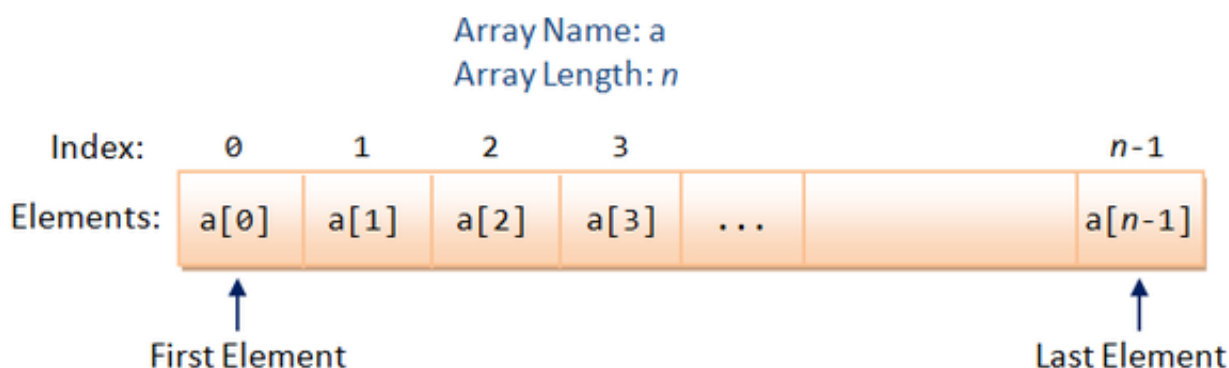 Array Name: a
Array Length: n
Index: 0 1 2 3 n-1
Elements: a[0] a[1] a[2] a[3] ... a[n-1]
First Element Last Element